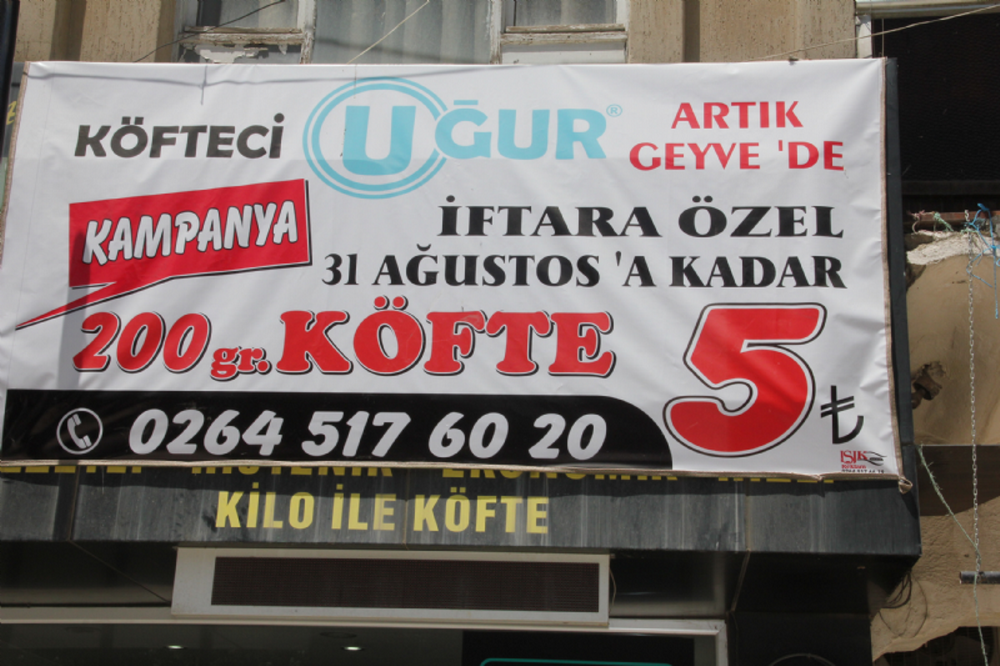 KÖFTECİ UĞUR®
ARTIK
GEYVE 'DE
KAMPANYA
İFTARA ÖZEL
31 AĞUSTOS 'A KADAR
200 gr. KÖFTE 5 ₺
0264 517 60 20
IŞIK
KİLO İLE KÖFTE